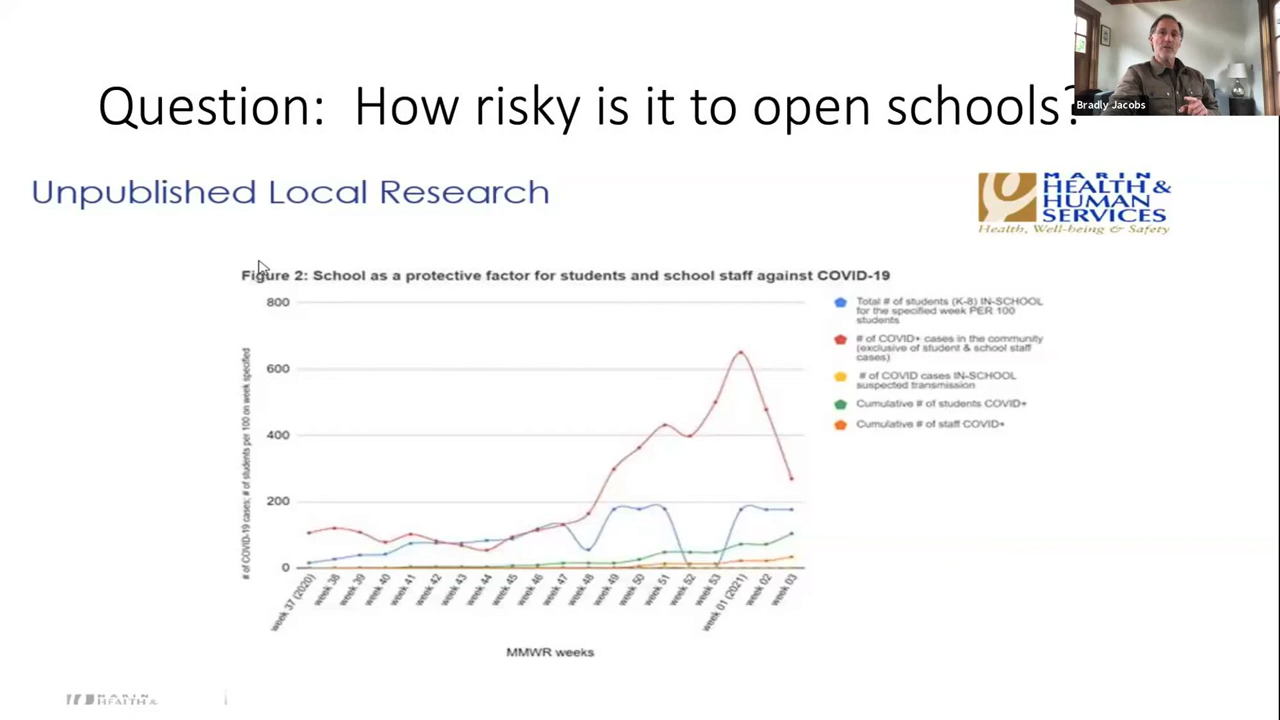 Question: How risky is it to open schools?
Bradly Jacobs
Unpublished Local Research
MARIN
HEALTH &
HUMAN
SERVICES
Health, Well-being & Safety
Figure 2: School as a protective factor for students and school staff against COVID-19
# of COVID-19 cases; # of students per 100 on week specified
800
600
400
200
0
week 37 (2020)
week 38
week 39
week 40
week 41
week 42
week 43
week 44
week 45
week 46
week 47
week 48
week 49
week 50
week 51
week 52
week 53
week 01 (2021)
week 02
week 03
MMWR weeks
Total # of students (K-8) IN-SCHOOL
for the specified week PER 100
students
# of COVID+ cases in the community
(exclusive of student & school staff
cases)
# of COVID cases IN-SCHOOL
suspected transmission
Cumulative # of students COVID+
Cumulative # of staff COVID+
MARIN
HEALTH &